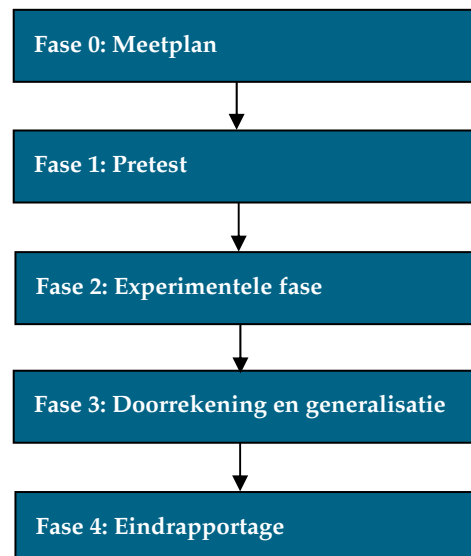 Fase 0: Meetplan
Fase 1: Pretest
Fase 2: Experimentele fase
Fase 3: Doorrekening en generalisatie
Fase 4: Eindrapportage